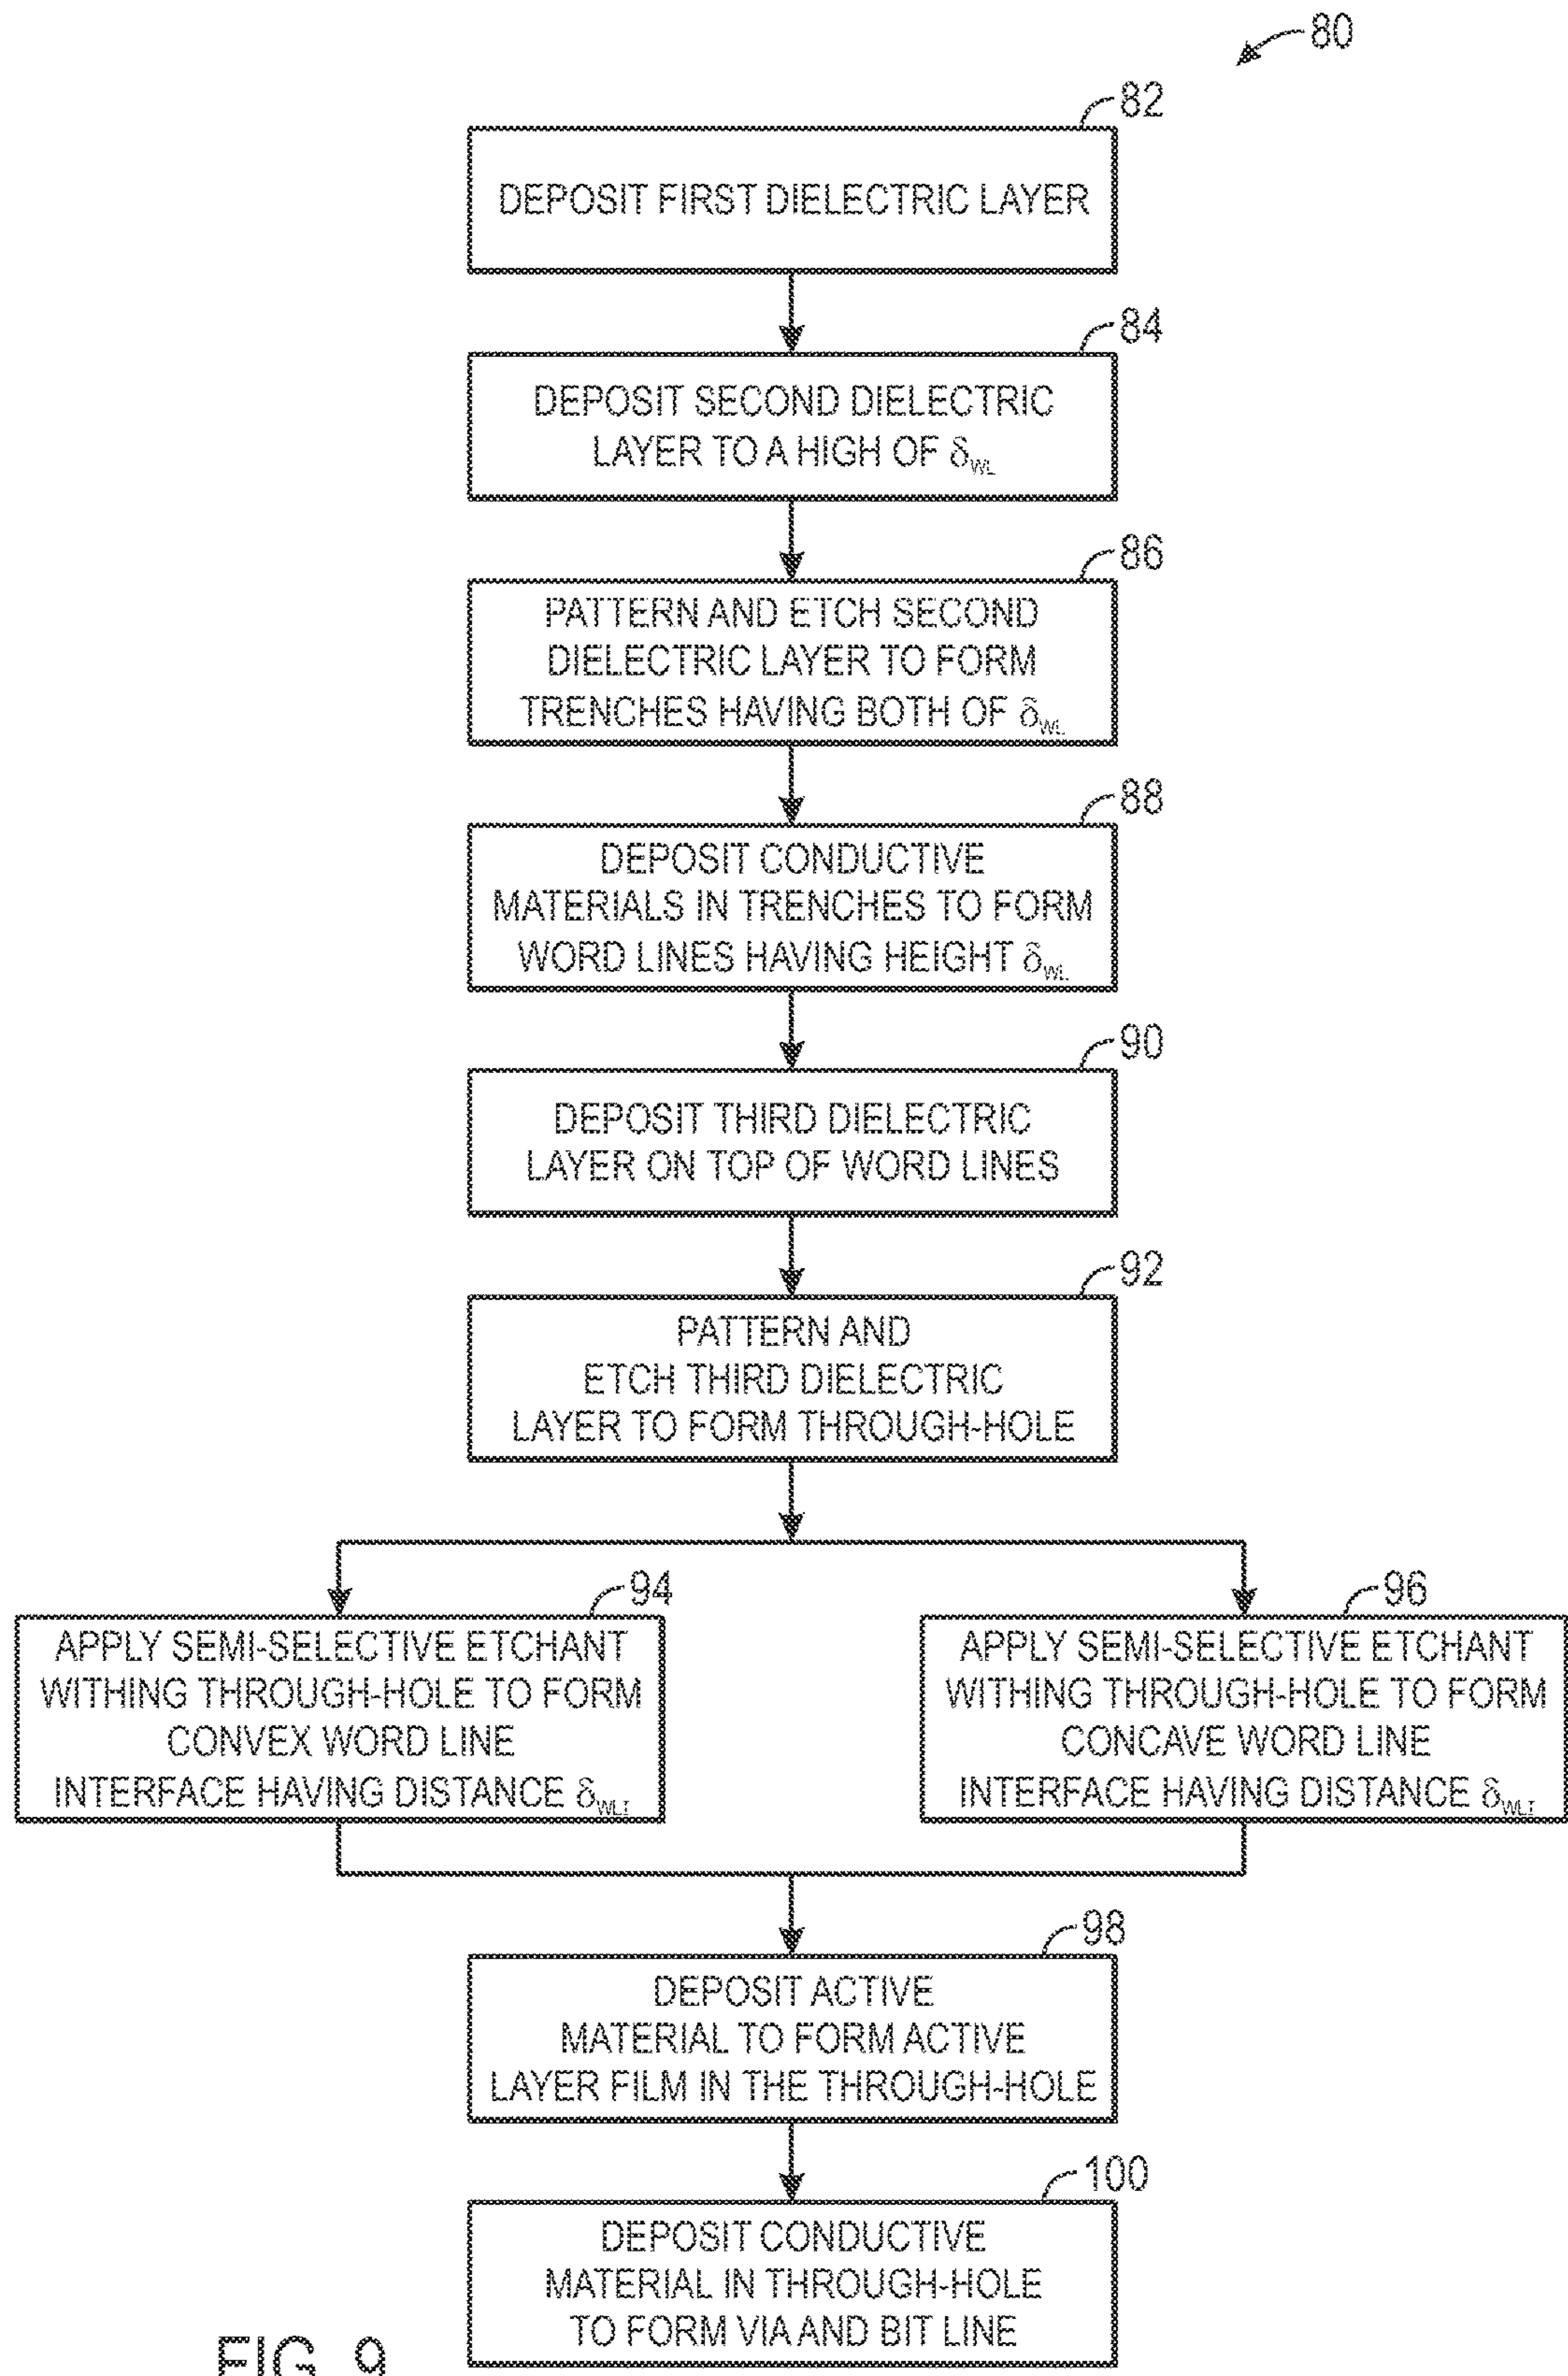 80
82
DEPOSIT FIRST DIELECTRIC LAYER
84
DEPOSIT SECOND DIELECTRIC
LAYER TO A HIGH OF δWL
86
PATTERN AND ETCH SECOND
DIELECTRIC LAYER TO FORM
TRENCHES HAVING BOTH OF δWL
88
DEPOSIT CONDUCTIVE
MATERIALS IN TRENCHES TO FORM
WORD LINES HAVING HEIGHT δWL
90
DEPOSIT THIRD DIELECTRIC
LAYER ON TOP OF WORD LINES
92
PATTERN AND
ETCH THIRD DIELECTRIC
LAYER TO FORM THROUGH-HOLE
94
APPLY SEMI-SELECTIVE ETCHANT
WITHING THROUGH-HOLE TO FORM
CONVEX WORD LINE
INTERFACE HAVING DISTANCE δWLI
96
APPLY SEMI-SELECTIVE ETCHANT
WITHING THROUGH-HOLE TO FORM
CONCAVE WORD LINE
INTERFACE HAVING DISTANCE δWLI
98
DEPOSIT ACTIVE
MATERIAL TO FORM ACTIVE
LAYER FILM IN THE THROUGH-HOLE
100
DEPOSIT CONDUCTIVE
MATERIAL IN THROUGH-HOLE
TO FORM VIA AND BIT LINE
FIG. 9